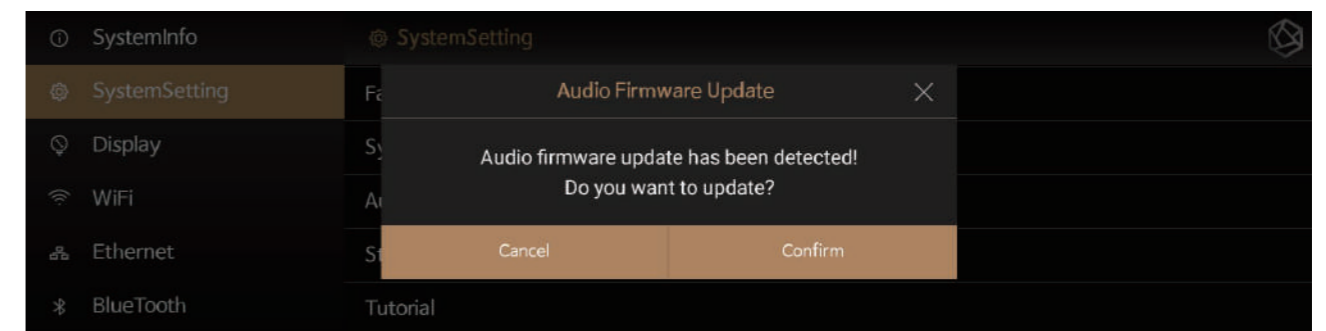 SystemInfo
SystemSetting
Display
WiFi
Ethernet
BlueTooth
SystemSetting
Audio Firmware Update
Audio firmware update has been detected!
Do you want to update?
Cancel
Confirm
Tutorial